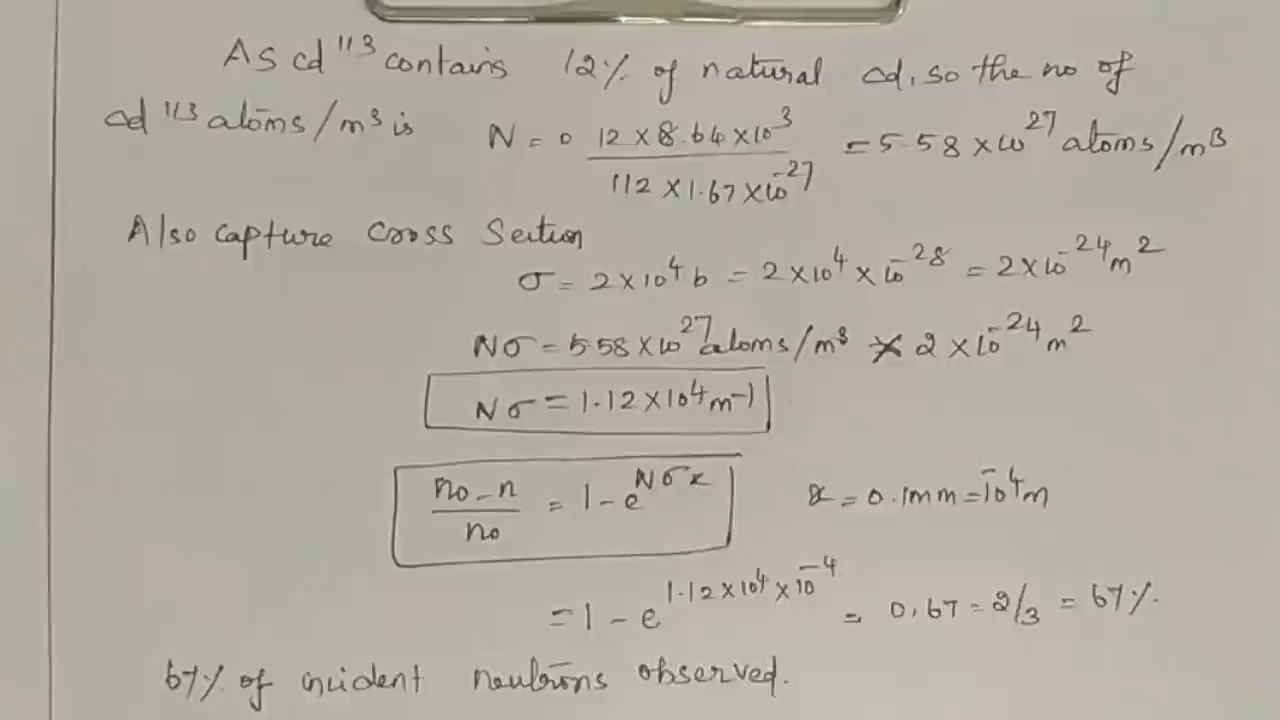 As cd¹¹³ contains 12% of natural cd, so the no of
cd¹¹³ atoms/m³ is N = 0 12 × 8.64 × 10³ / 112 × 1.67 × 10⁻²⁷ = 5.58 × 10²⁷ atoms/m³
Also capture cross Section
σ = 2 × 10⁴ b = 2 × 10⁴ × 10⁻²⁸ = 2 × 10⁻²⁴ m²
Nσ = 5.58 × 10²⁷ atoms/m³ × 2 × 10⁻²⁴ m²
Nσ = 1.12 × 10⁴ m⁻¹
no - n / no = 1 - e^Nσx x = 0.1mm = 10⁻⁴ m
= 1 - e^1.12 × 10⁴ × 10⁻⁴ = 0.67 = 2/3 = 67%.
67% of incident neutrons observed.